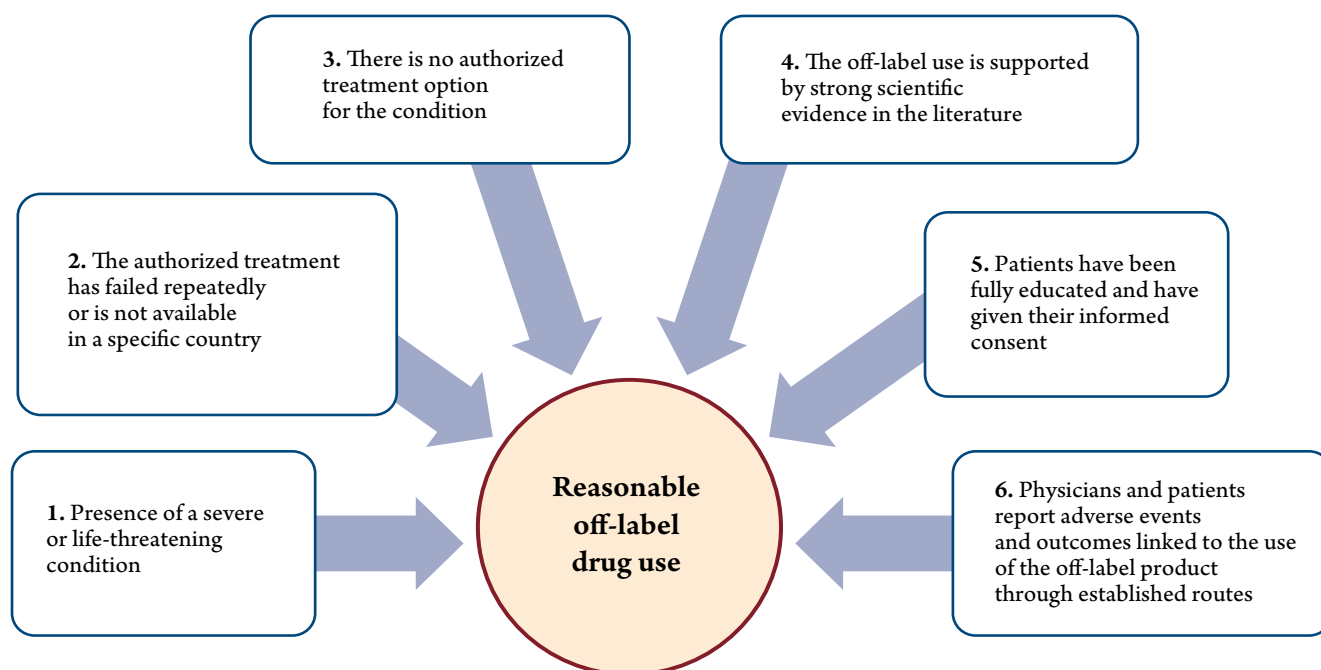 1. Presence of a severe
or life-threatening
condition
2. The authorized treatment
has failed repeatedly
or is not available
in a specific country
3. There is no authorized
treatment option
for the condition
4. The off-label use is supported
by strong scientific
evidence in the literature
5. Patients have been
fully educated and have
given their informed
consent
6. Physicians and patients
report adverse events
and outcomes linked to the use
of the off-label product
through established routes
Reasonable
off-label
drug use